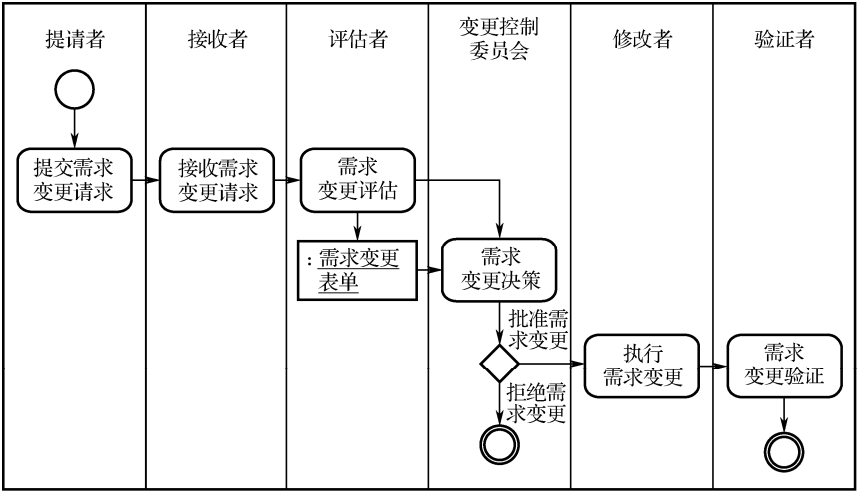 提请者
接收者
评估者
变更控制
委员会
修改者
验证者
提交需求
变更请求
接收需求
变更请求
需求
变更评估
:需求变更
表单
需求
变更决策
批准需
求变更
拒绝需
求变更
执行
需求变更
需求
变更验证